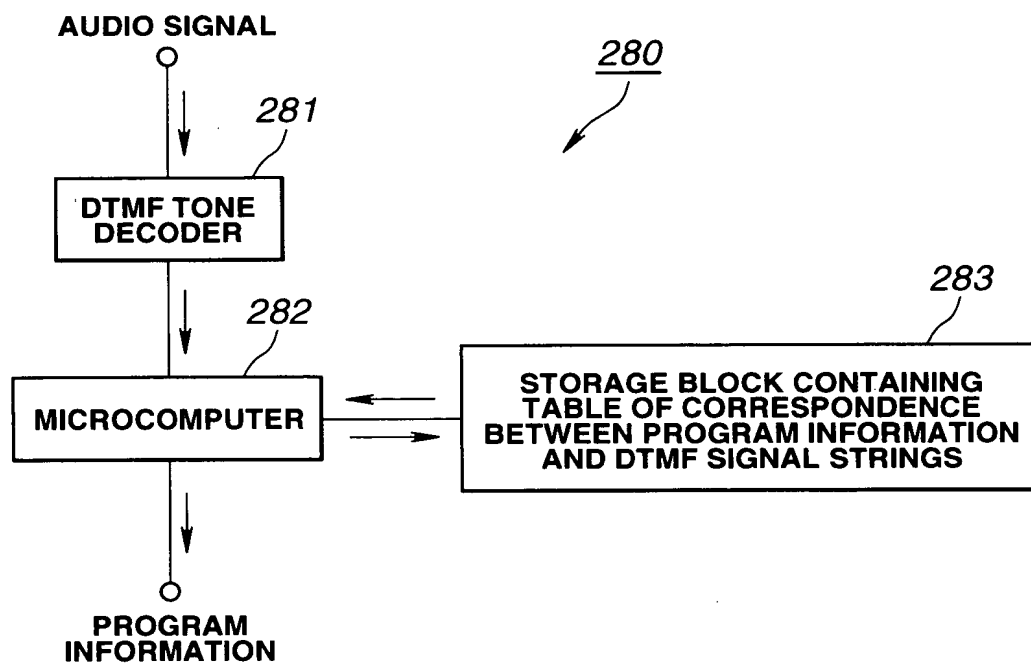 AUDIO SIGNAL
280
281
DTMF TONE
DECODER
282
MICROCOMPUTER
283
STORAGE BLOCK CONTAINING
TABLE OF CORRESPONDENCE
BETWEEN PROGRAM INFORMATION
AND DTMF SIGNAL STRINGS
PROGRAM
INFORMATION